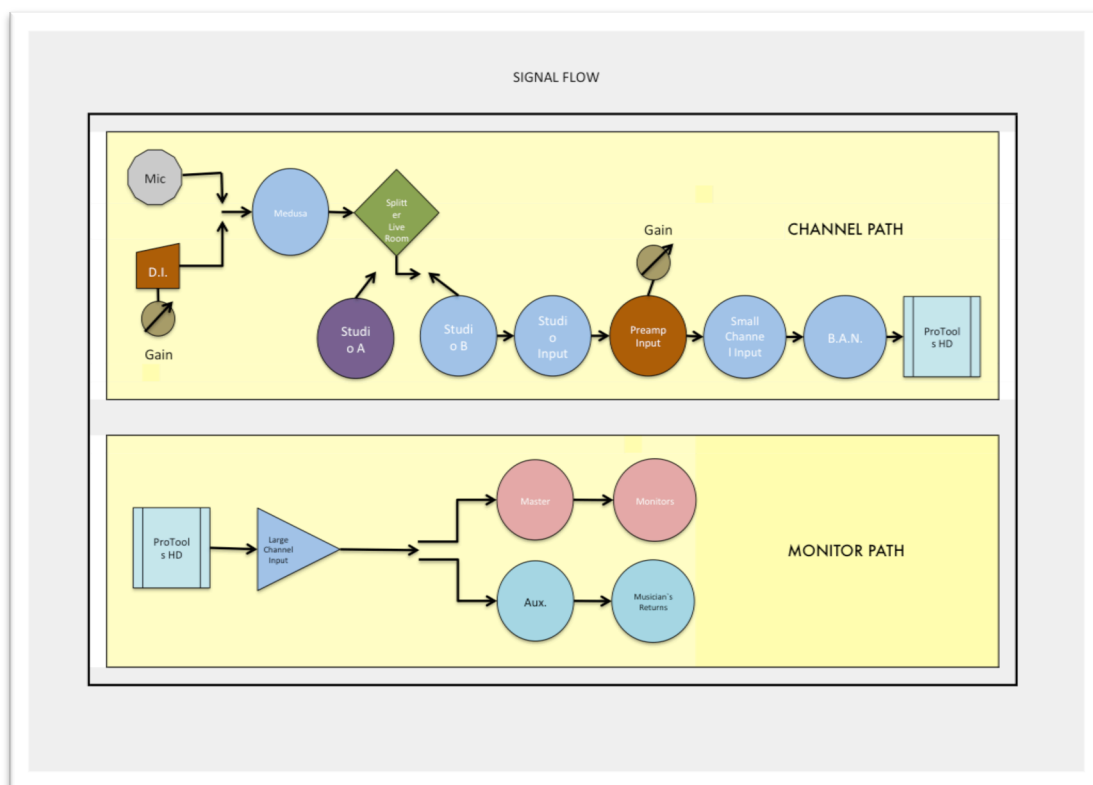 SIGNAL FLOW
Mic
Medusa
Splitt
er
Live
Room
CHANNEL PATH
D.I.
Gain
Gain
Studi
o A
Studi
o B
Studi
o
Input
Preamp
Input
Small
Channe
l Input
B.A.N.
ProTool
s HD
ProTool
s HD
Large
Channel
Input
Master
Monitors
MONITOR PATH
Aux.
Musician`s
Returns